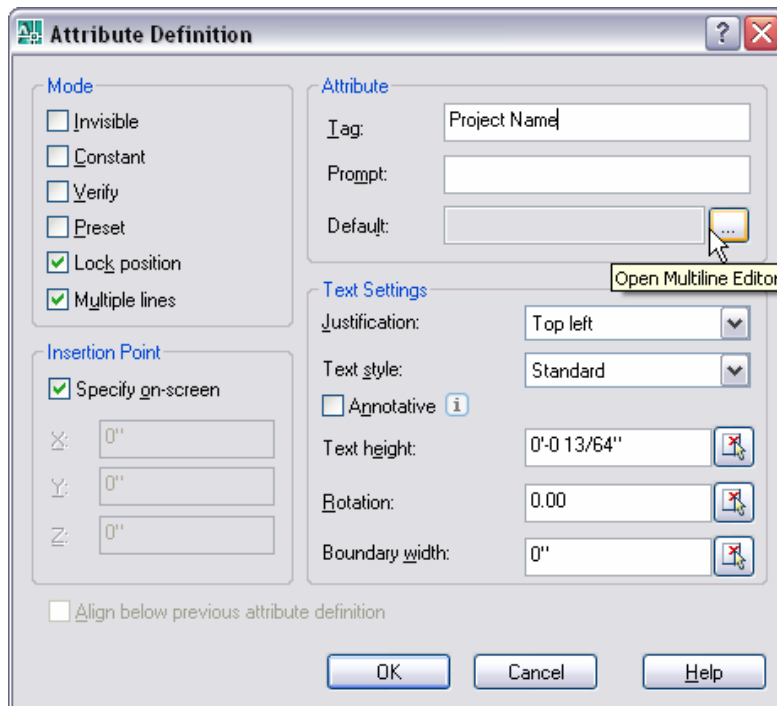 Attribute Definition
Mode
Invisible
Constant
Verify
Preset
Lock position
Multiple lines
Insertion Point
Specify on-screen
X: 0"
Y: 0"
Z: 0"
Attribute
Tag: Project Name
Prompt:
Default: ...
Open Multiline Editor
Text Settings
Justification: Top left
Text style: Standard
Annotative i
Text height: 0'-0 13/64"
Rotation: 0.00
Boundary width: 0"
Align below previous attribute definition
OK Cancel Help